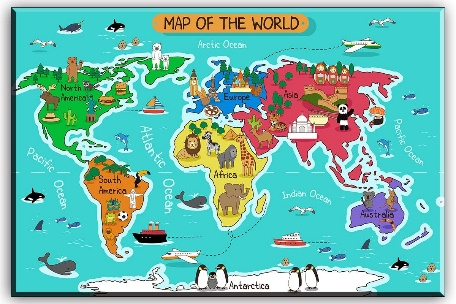 MAP OF THE WORLD
Arctic Ocean
North
America
Europe
Asia
Pacific Ocean
Atlantic Ocean
Pacific Ocean
Africa
South
America
Indian Ocean
Australia
Antarctica